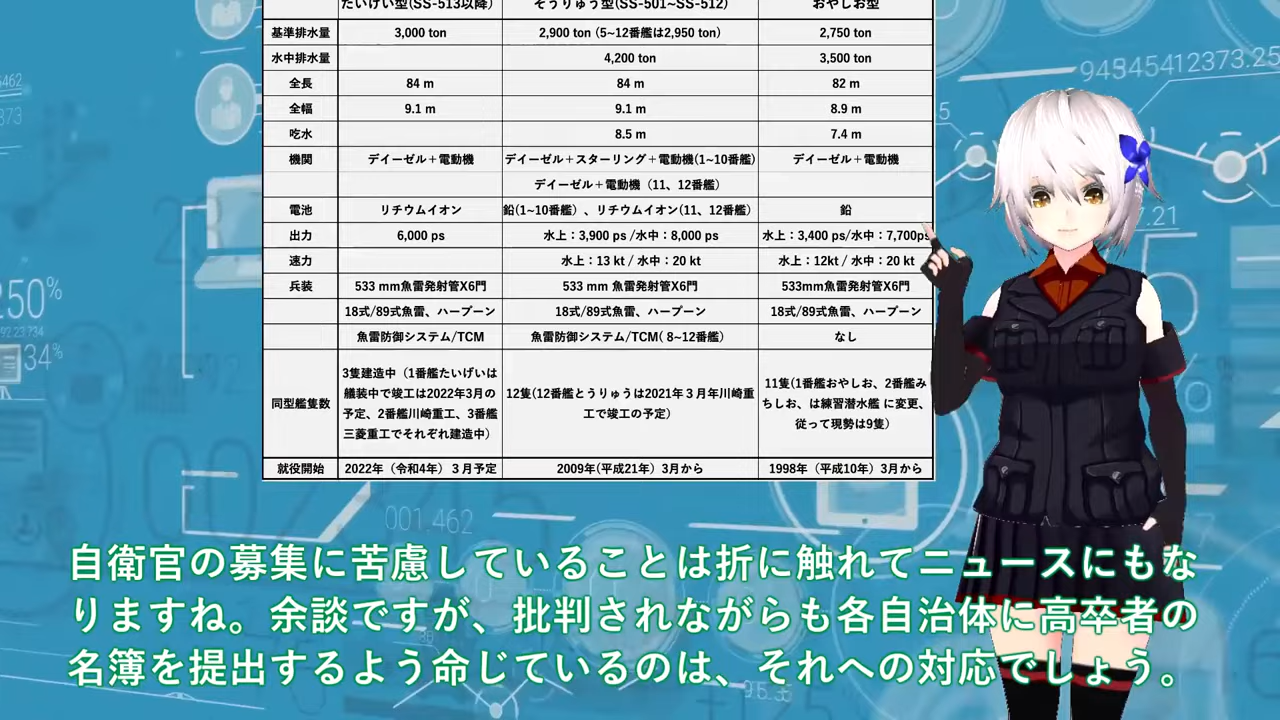 たいげい型(SS-513以降) そうりゅう型(SS-501~SS-512) おやしお型
基準排水量 3,000 ton 2,900 ton (5~12番艦は2,950 ton) 2,750 ton
水中排水量 4,200 ton 3,500 ton
全長 84 m 84 m 82 m
全幅 9.1 m 9.1 m 8.9 m
吃水 8.5 m 7.4 m
機関 デイーゼル＋電動機 デイーゼル＋スターリング＋電動機(1~10番艦) デイーゼル＋電動機
デイーゼル＋電動機（11、12番艦）
電池 リチウムイオン 鉛(1~10番艦）、リチウムイオン(11、12番艦） 鉛
出力 6,000 ps 水上：3,900 ps /水中：8,000 ps 水上：3,400 ps/水中：7,700ps
速力 水上：13 kt / 水中：20 kt 水上：12kt / 水中：20 kt
兵装 533 mm魚雷発射管X6門 533 mm 魚雷発射管X6門 533mm魚雷発射管X6門
18式/89式魚雷、ハープーン 18式/89式魚雷、ハープーン 18式/89式魚雷、ハープーン
魚雷防御システム/TCM 魚雷防御システム/TCM( 8~12番艦） なし
同型艦隻数
3隻建造中（1番艦たいげいは
艤装中で竣工は2022年3月の
予定、2番艦川崎重工、3番艦
三菱重工でそれぞれ建造中）
12隻(12番艦とうりゅうは2021年３月年川崎重
工で竣工の予定）
11隻(1番艦おやしお、2番艦み
ちしお、は練習潜水艦 に変更、
従って現勢は9隻）
就役開始 2022年（令和4年）３月予定 2009年(平成21年）3月から 1998年（平成10年）3月から
94545412373.25
7.21
250%
92 23.734
34%
001.462
自衛官の募集に苦慮していることは折に触れてニュースにもな
りますね。余談ですが、批判されながらも各自治体に高卒者の
名簿を提出するよう命じているのは、それへの対応でしょう。